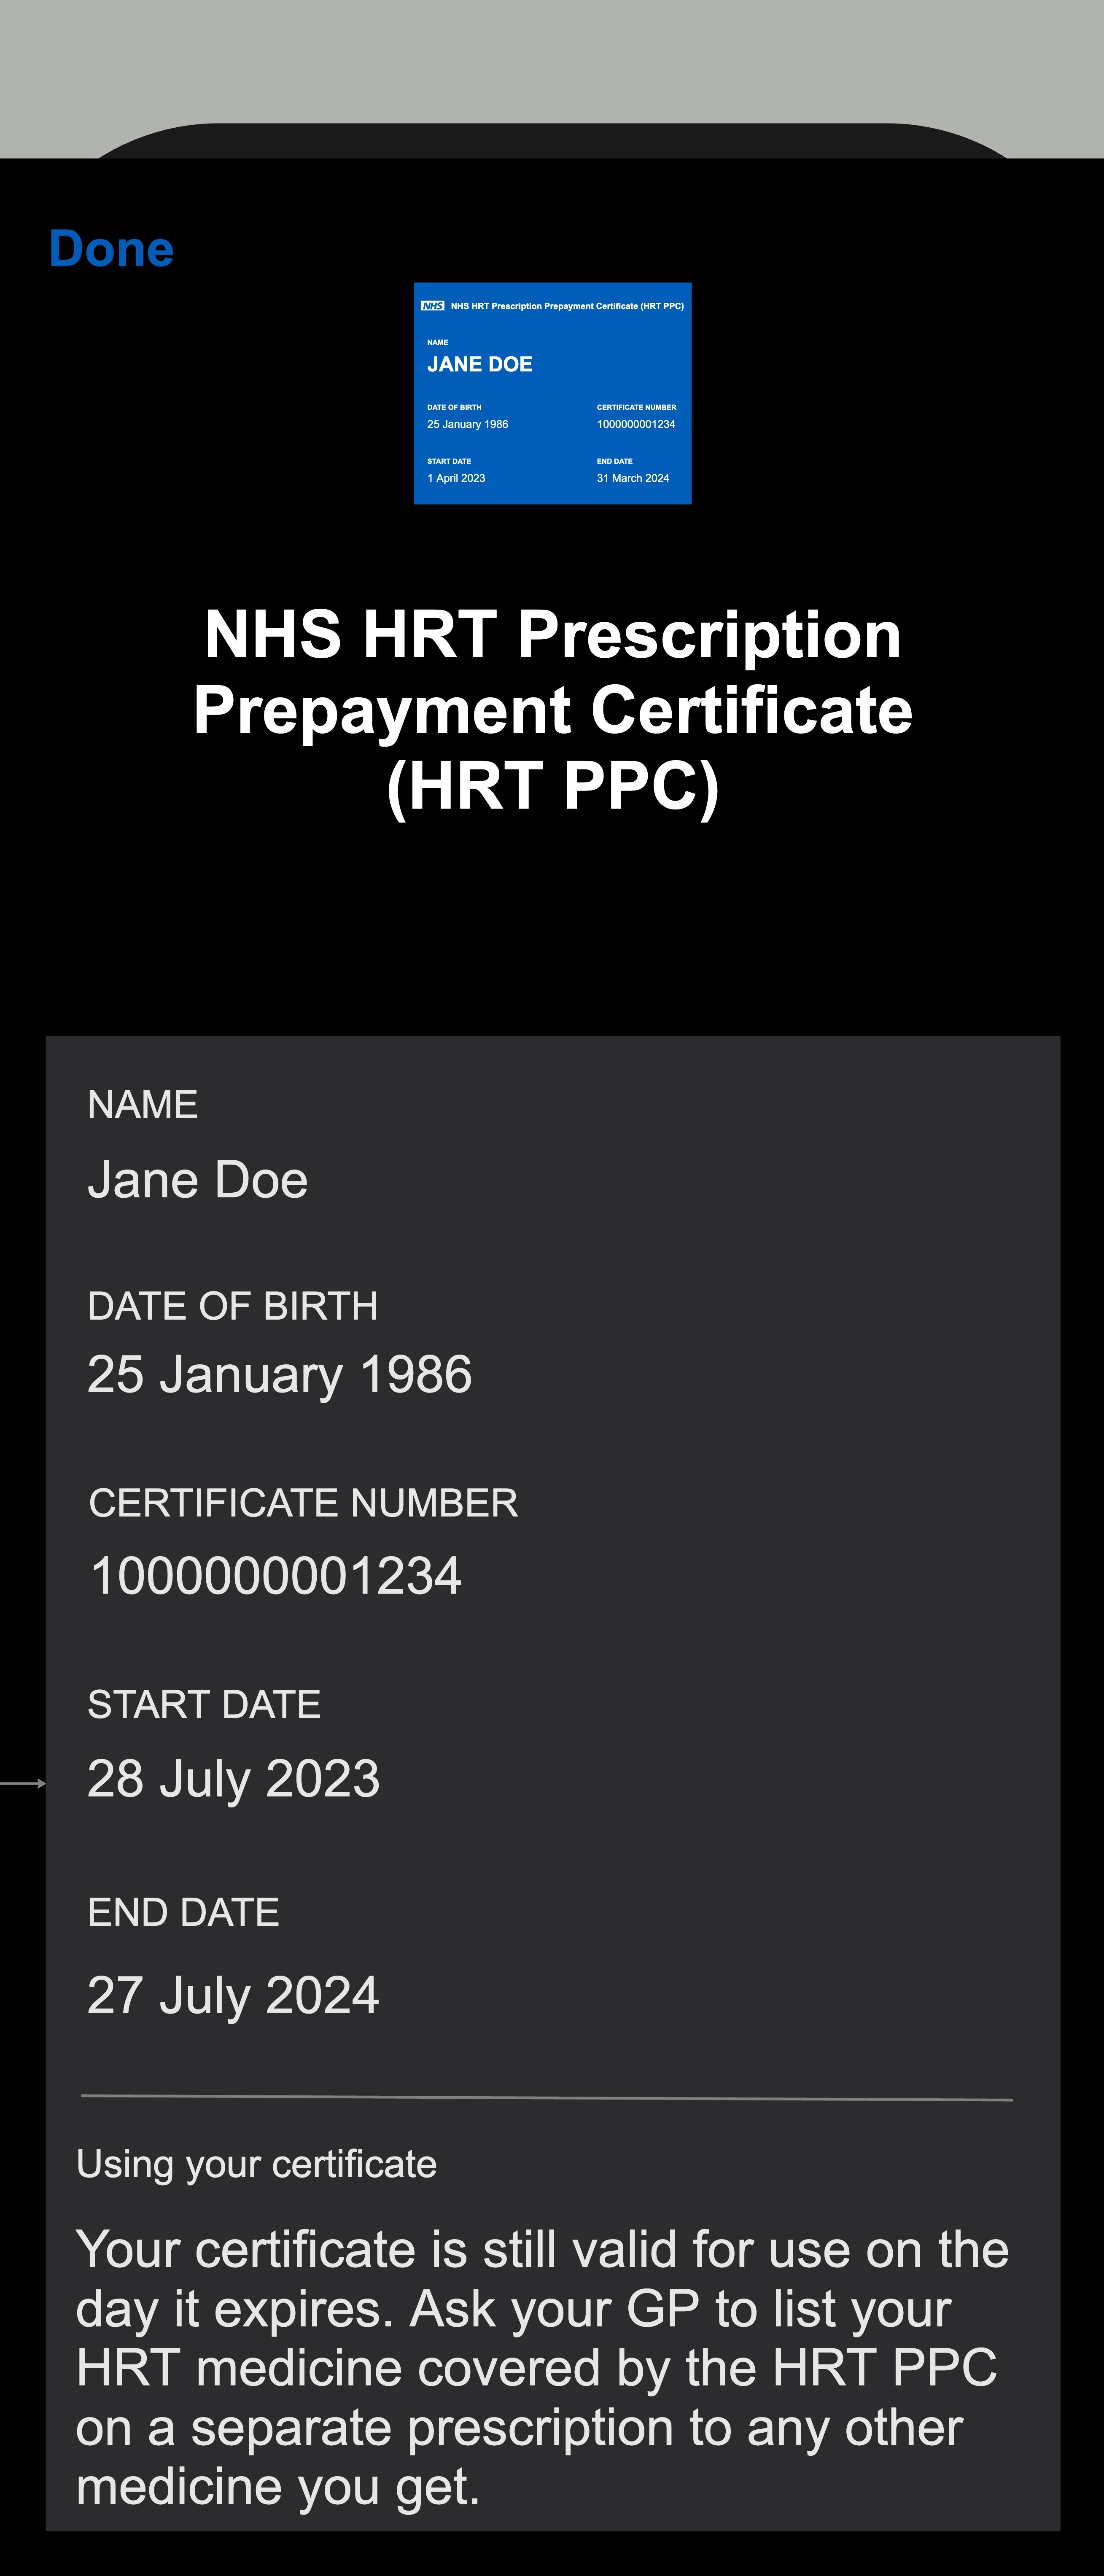 Done
NHS NHS HRT Prescription Prepayment Certificate (HRT PPC)
NAME
JANE DOE
DATE OF BIRTH CERTIFICATE NUMBER
25 January 1986 1000000001234
START DATE END DATE
1 April 2023 31 March 2024
NHS HRT Prescription
Prepayment Certificate
(HRT PPC)
NAME
Jane Doe
DATE OF BIRTH
25 January 1986
CERTIFICATE NUMBER
1000000001234
START DATE
28 July 2023
END DATE
27 July 2024
Using your certificate
Your certificate is still valid for use on the
day it expires. Ask your GP to list your
HRT medicine covered by the HRT PPC
on a separate prescription to any other
medicine you get.